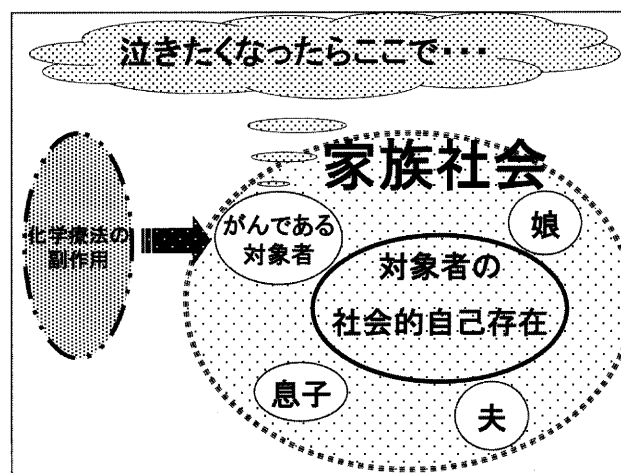 泣きたくなったらここで・・・
家族社会
化学療法の
副作用
がんである
対象者
娘
対象者の
社会的自己存在
息子
夫